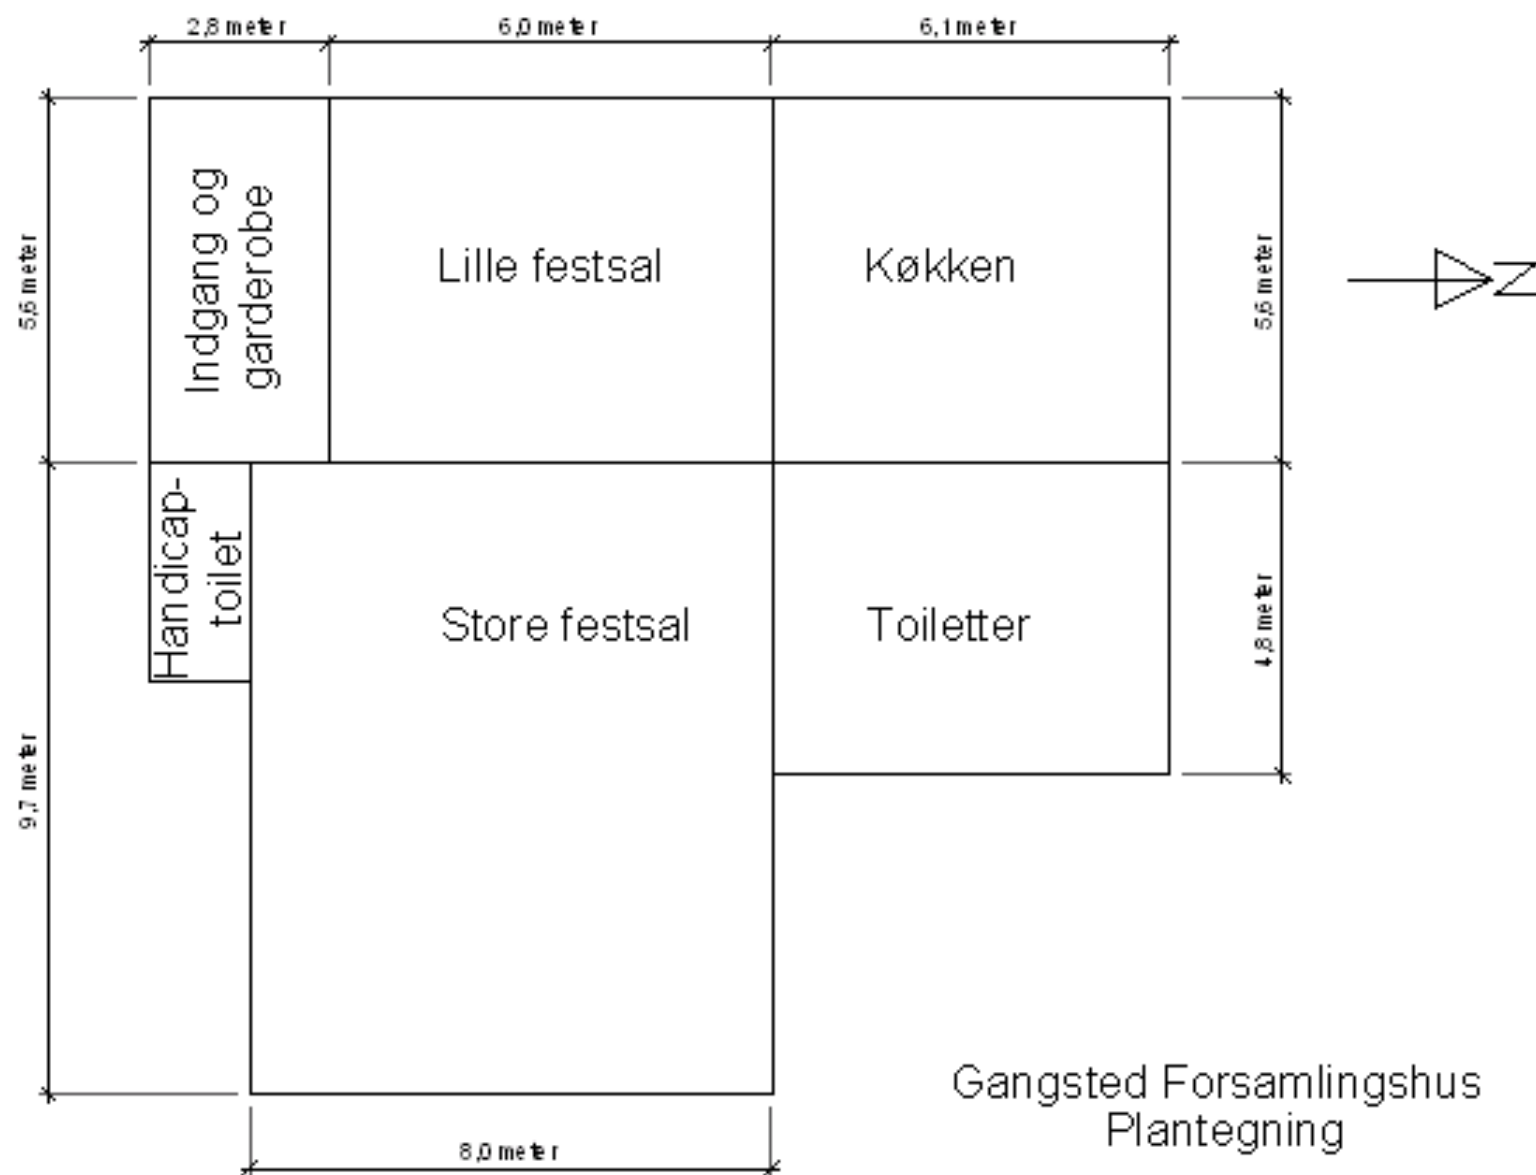 2,8 meter
6,0 meter
6,1 meter
Indgang og
garderobe
Lille festsal
Køkken
5,6 meter
5,6 meter
N
Handicap-
toilet
Store festsal
Toiletter
4,8 meter
9,7 meter
8,0 meter
Gangsted Forsamlingshus
Plantegning